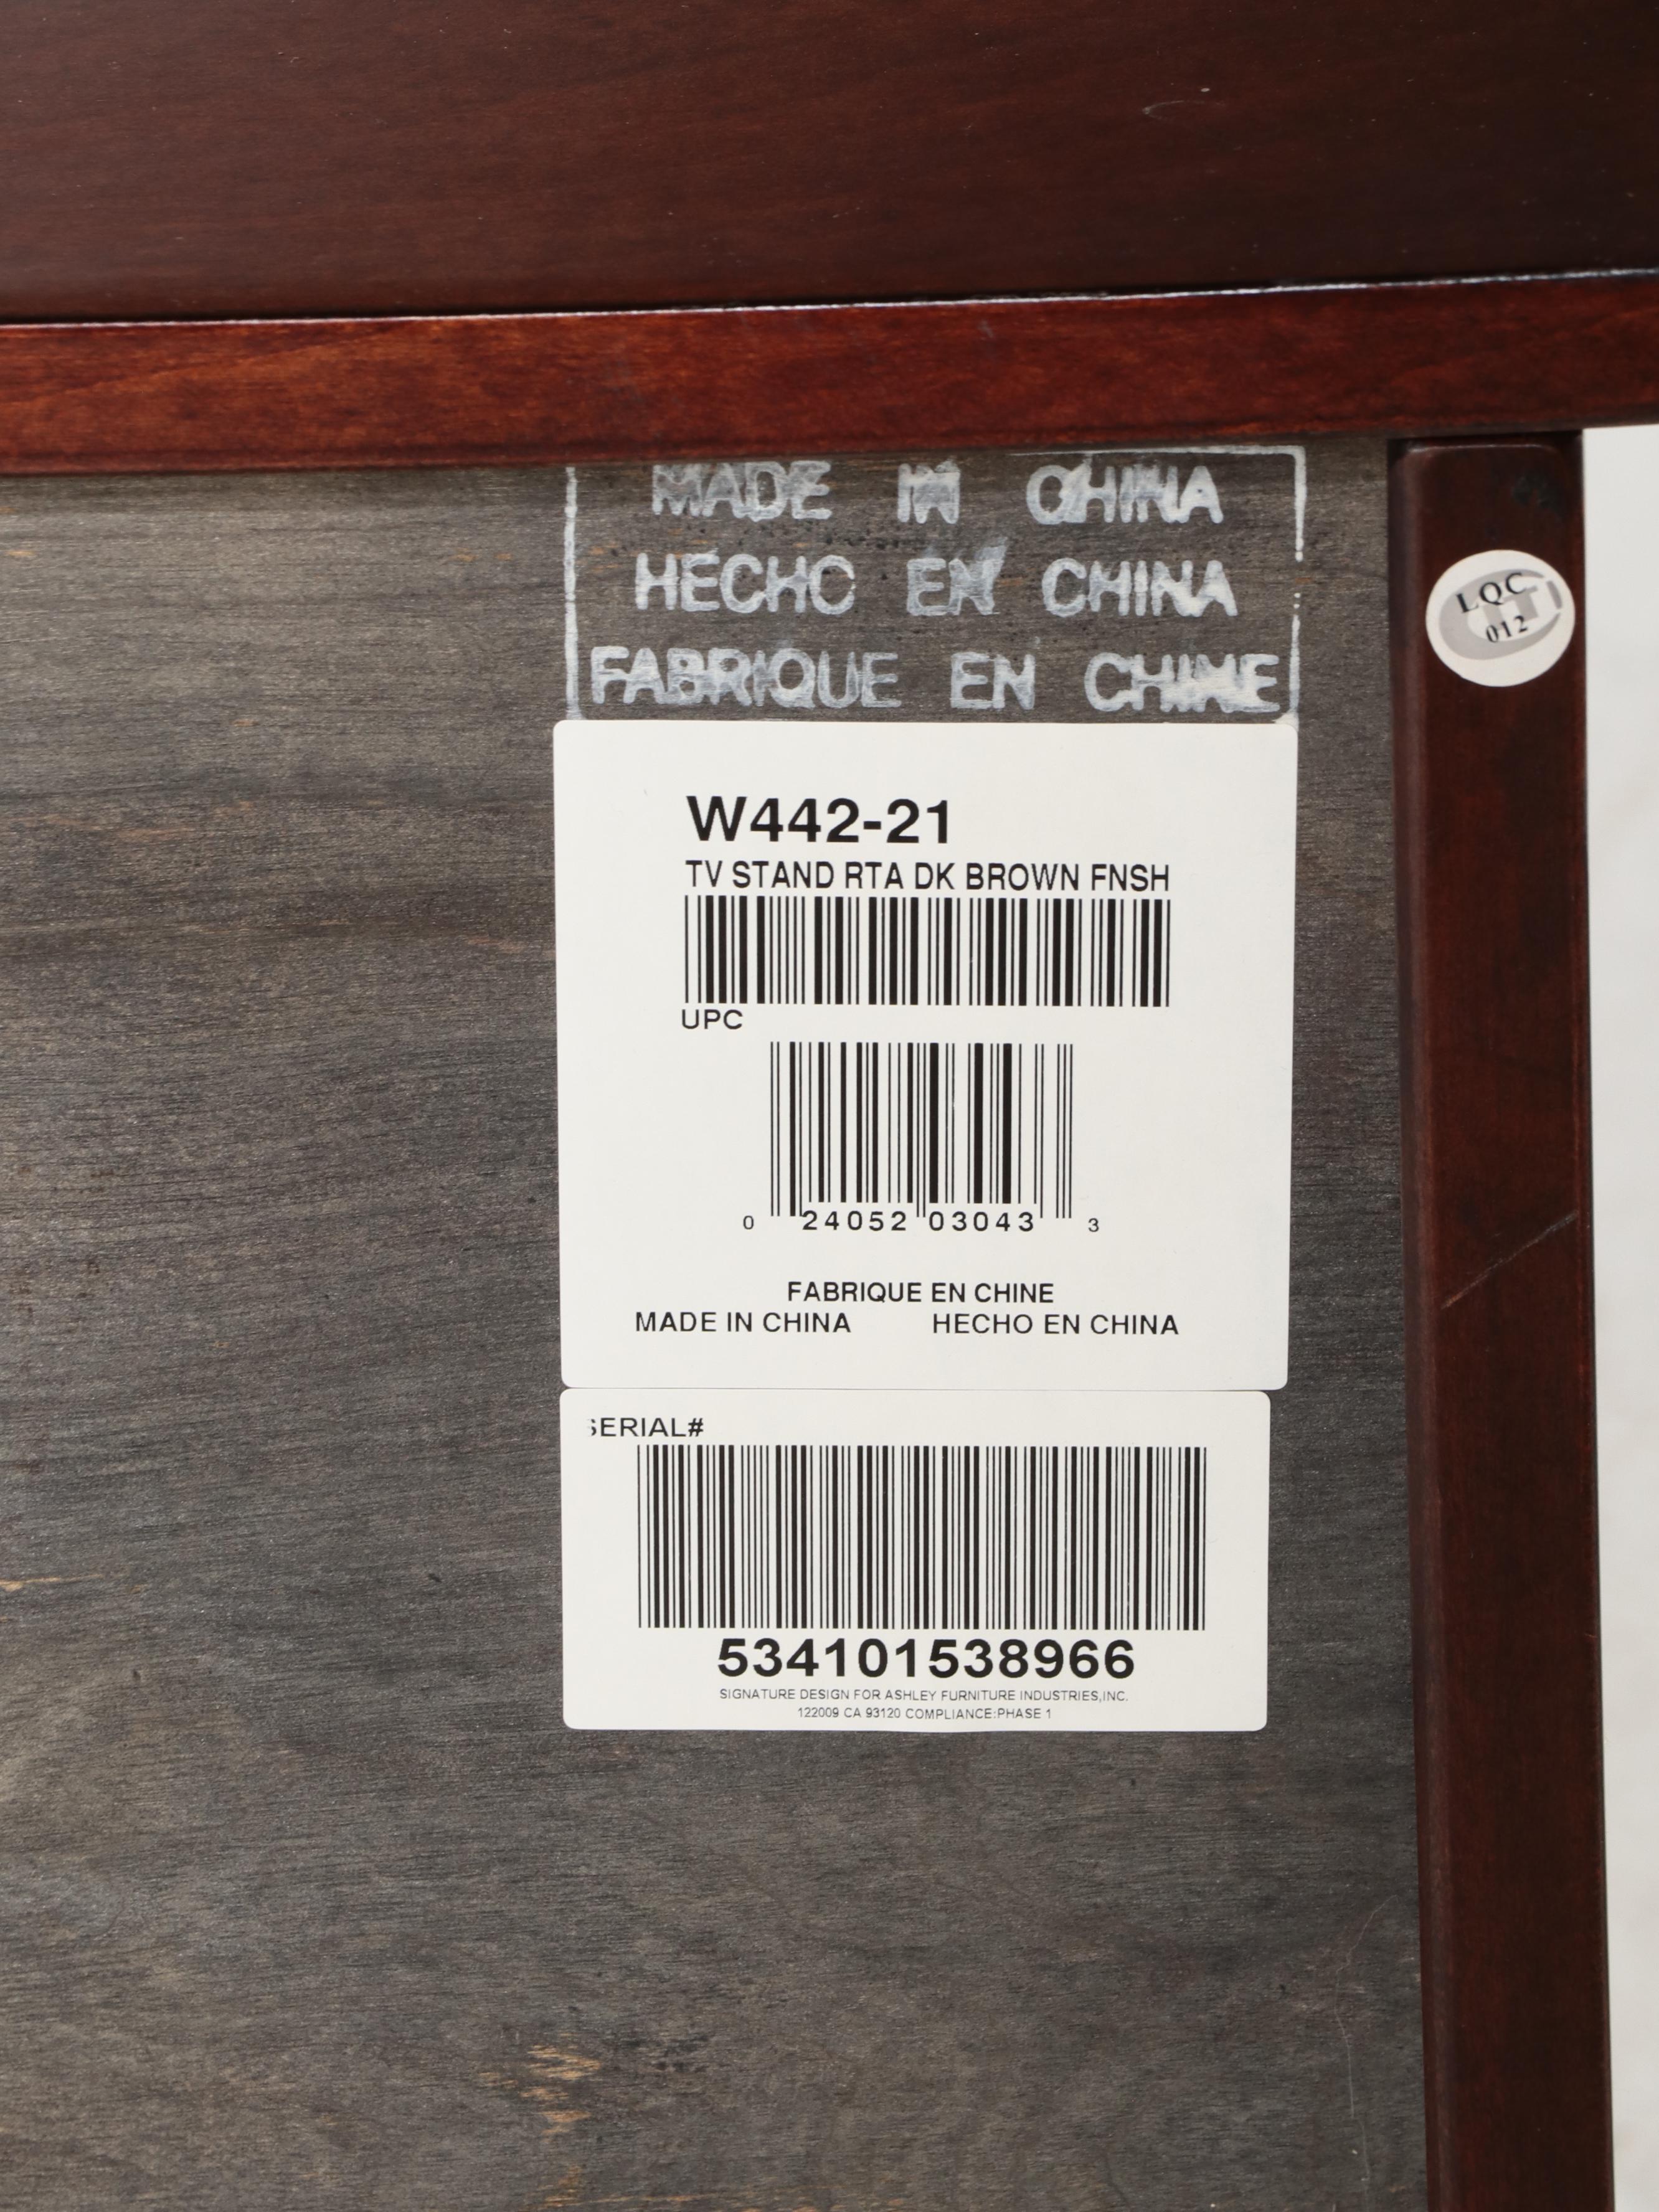 MADE IN CHINA
HECHO EN CHINA
FABRIQUE EN CHINE
LQC
012
W442-21
TV STAND RTA DK BROWN FNSH
UPC
0 24052 03043 3
FABRIQUE EN CHINE
MADE IN CHINA HECHO EN CHINA
SERIAL#
534101538966
SIGNATURE DESIGN FOR ASHLEY FURNITURE INDUSTRIES,INC.
122009 CA 93120 COMPLIANCE:PHASE 1